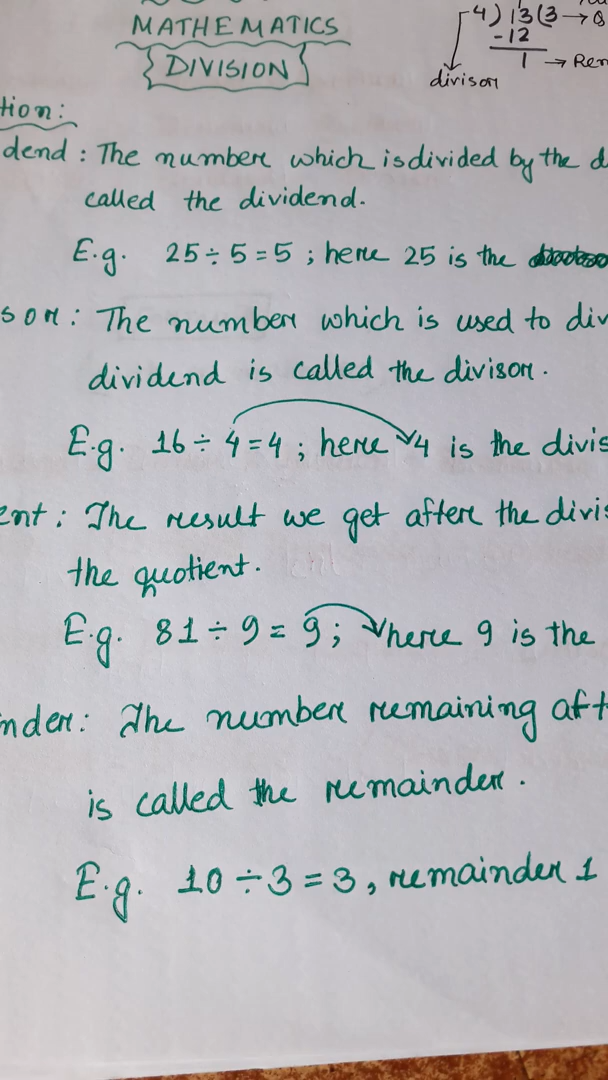 MATHEMATICS
DIVISION
4) 13 (3 → Q
-12
1 → Rem
divisor
tion:
dend : The number which is divided by the d
called the dividend.
E.g. 25 ÷ 5 = 5 ; here 25 is the
sor : The number which is used to div
dividend is called the divisor.
E.g. 16 ÷ 4 = 4 ; here 4 is the divis
ent : The result we get after the divis
the quotient.
E.g. 81 ÷ 9 = 9 ; here 9 is the
nder : The number remaining aft
is called the remainder.
E.g. 10 ÷ 3 = 3, remainder 1